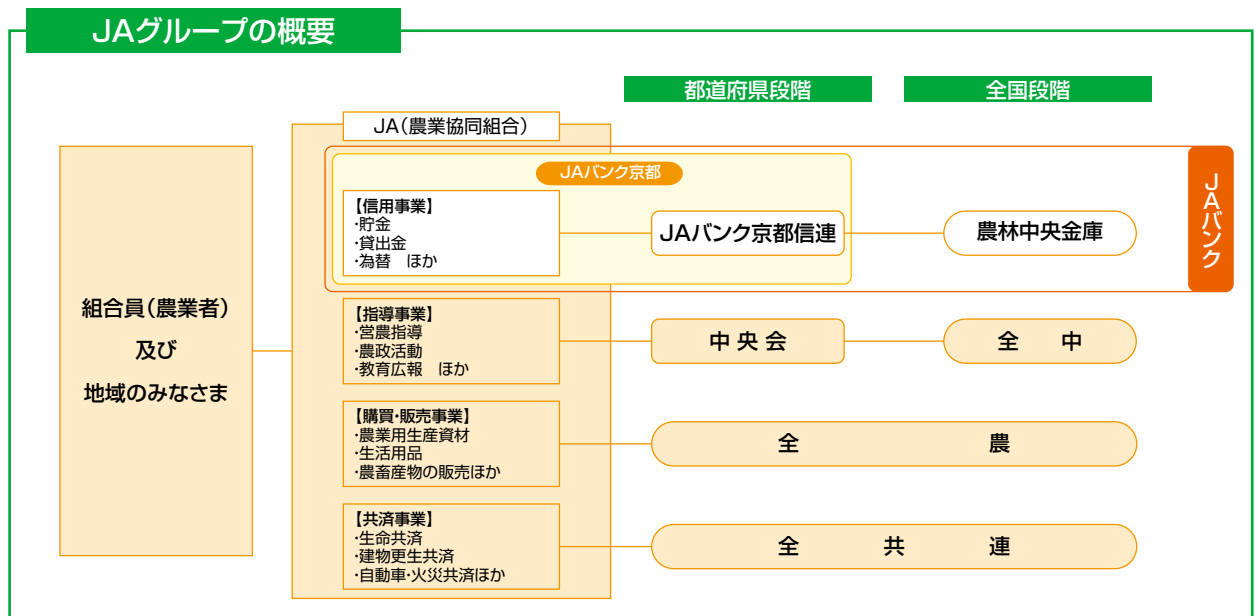 JAグループの概要
都道府県段階
全国段階
JA（農業協同組合）
組合員（農業者）
及び
地域のみなさま
JAバンク京都
【信用事業】
・貯金
・貸出金
・為替　ほか
JAバンク京都信連
農林中央金庫
JAバンク
【指導事業】
・営農指導
・農政活動
・教育広報　ほか
中央会
全　中
【購買・販売事業】
・農業用生産資材
・生活用品
・農畜産物の販売ほか
全　農
【共済事業】
・生命共済
・建物更生共済
・自動車・火災共済ほか
全　共　連